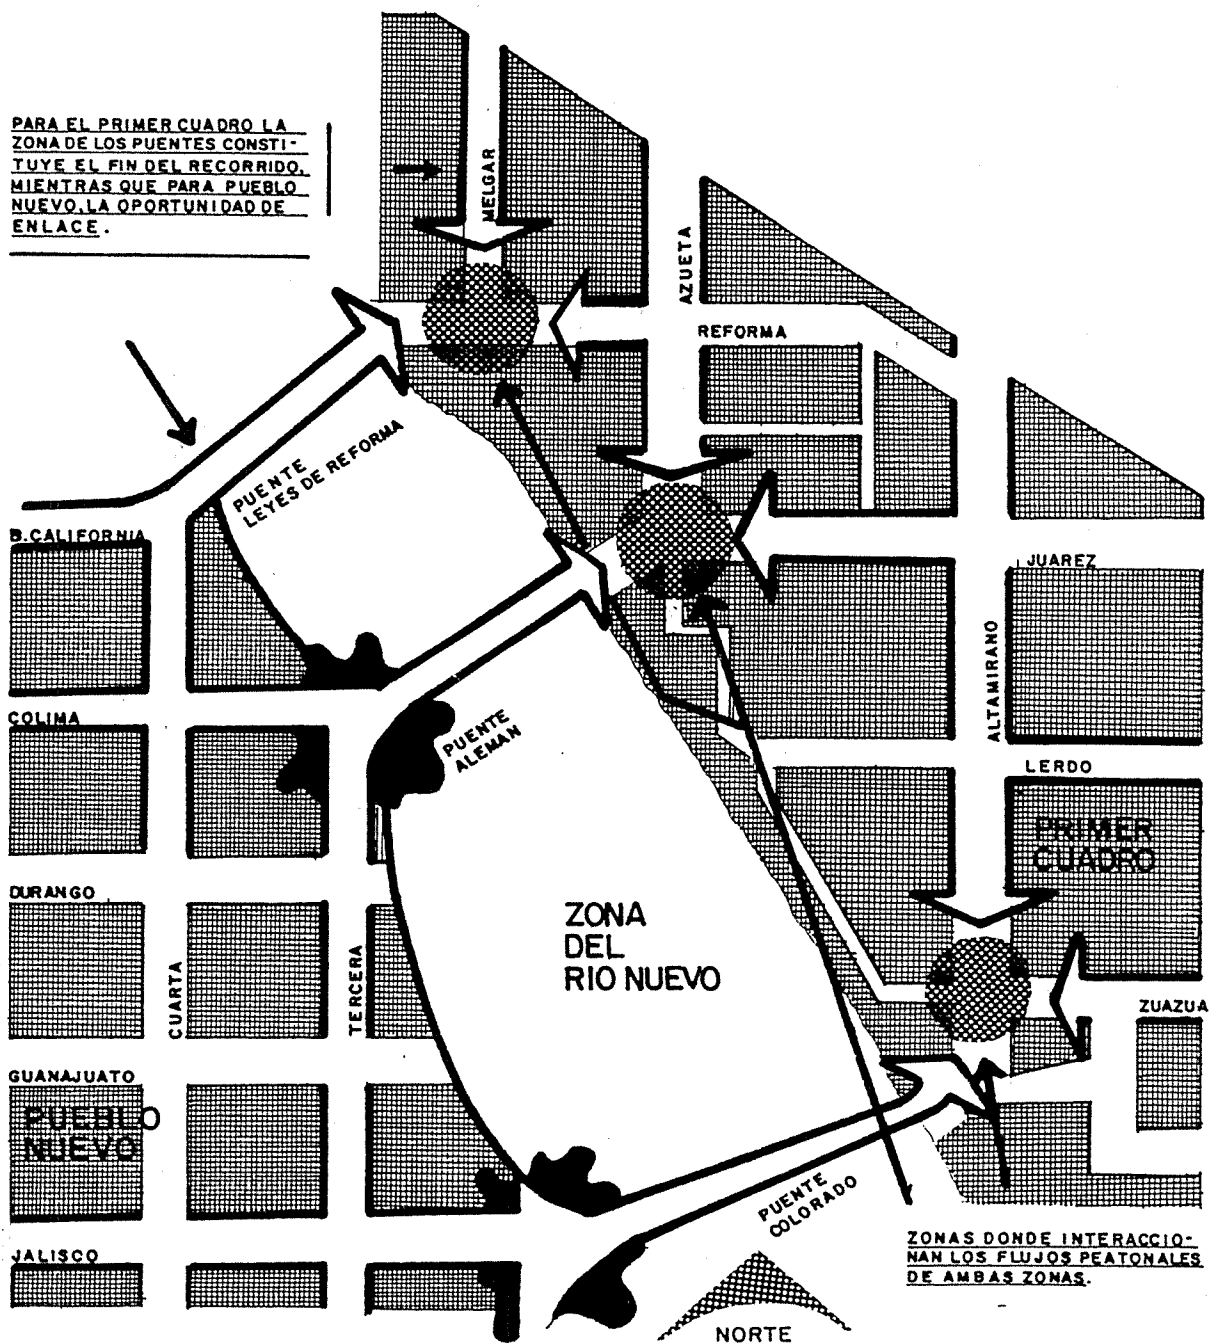 PARA EL PRIMER CUADRO LA
ZONA DE LOS PUENTES CONSTI-
TUYE EL FIN DEL RECORRIDO,
MIENTRAS QUE PARA PUEBLO
NUEVO, LA OPORTUNIDAD DE
ENLACE.
MELGAR
AZUETA
REFORMA
PUENTE
LEYES DE REFORMA
B. CALIFORNIA
JUAREZ
ALTAMIRANO
COLIMA
PUENTE
ALEMAN
LERDO
PRIMER
CUADRO
DURANGO
ZONA
DEL
RIO NUEVO
CUARTA
TERCERA
ZUAZUA
GUANAJUATO
PUEBLO
NUEVO
PUENTE
COLORADO
JALISCO
ZONAS DONDE INTERACCIO-
NAN LOS FLUJOS PEATONALES
DE AMBAS ZONAS.
NORTE